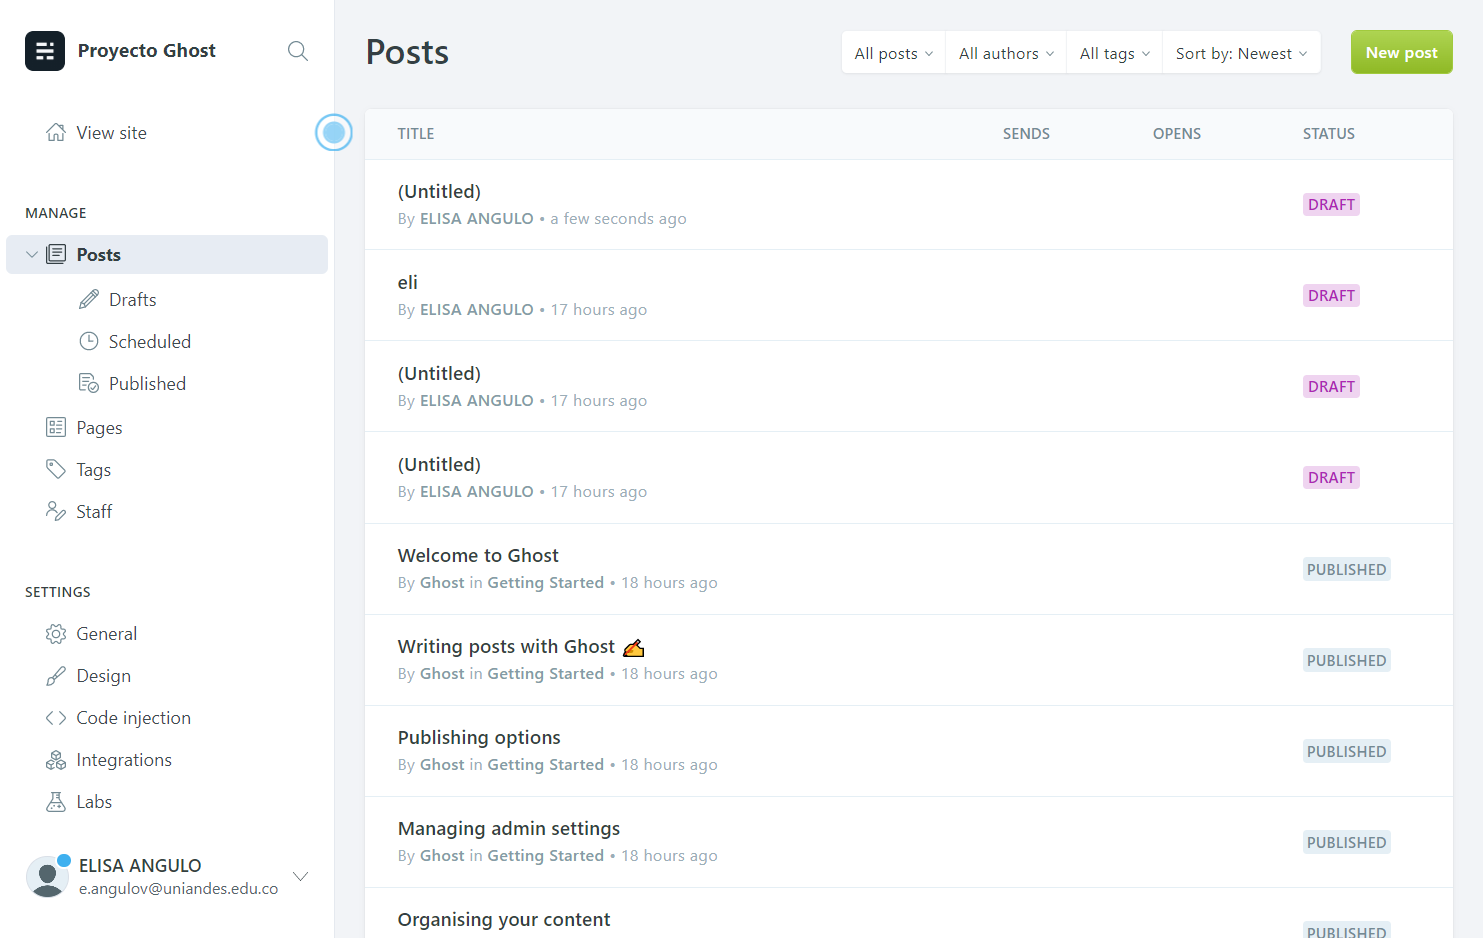 Proyecto Ghost
View site
MANAGE
Posts
Drafts
Scheduled
Published
Pages
Tags
Staff
SETTINGS
General
Design
Code injection
Integrations
Labs
ELISA ANGULO
e.angulov@uniandes.edu.co
Posts
All posts All authors All tags Sort by: Newest New post
TITLE SENDS OPENS STATUS
(Untitled)
By ELISA ANGULO • a few seconds ago
DRAFT
eli
By ELISA ANGULO • 17 hours ago
DRAFT
(Untitled)
By ELISA ANGULO • 17 hours ago
DRAFT
(Untitled)
By ELISA ANGULO • 17 hours ago
DRAFT
Welcome to Ghost
By Ghost in Getting Started • 18 hours ago
PUBLISHED
Writing posts with Ghost ✍️
By Ghost in Getting Started • 18 hours ago
PUBLISHED
Publishing options
By Ghost in Getting Started • 18 hours ago
PUBLISHED
Managing admin settings
By Ghost in Getting Started • 18 hours ago
PUBLISHED
Organising your content
PUBLISHED